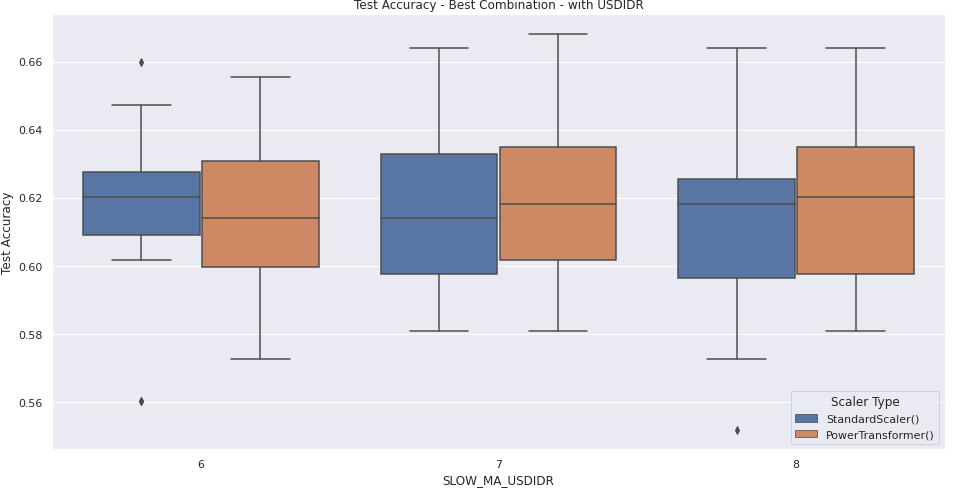 Test Accuracy - Best Combination - with USDIDR
Test Accuracy
0.66
0.64
0.62
0.60
0.58
0.56
6
7
8
SLOW_MA_USDIDR
Scaler Type
StandardScaler()
PowerTransformer()